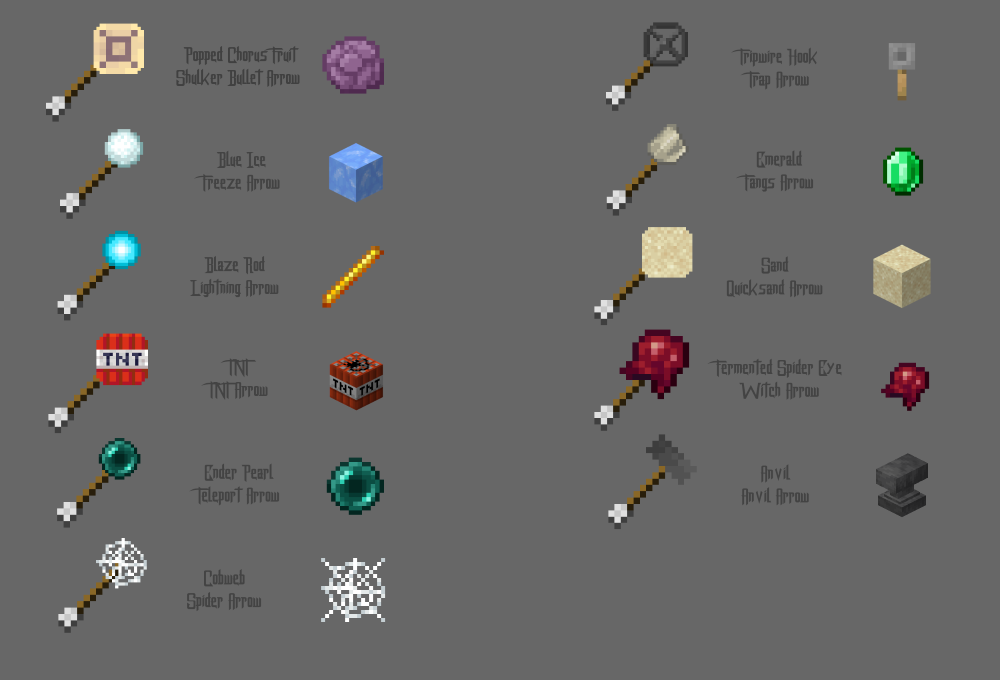 Popped Chorus Fruit
Shulker Bullet Arrow
Blue Ice
Freeze Arrow
Blaze Rod
Lightning Arrow
TNT
TNT
TNT Arrow
TNT TNT
Ender Pearl
Teleport Arrow
Cobweb
Spider Arrow
Tripwire Hook
Trap Arrow
Emerald
Fangs Arrow
Sand
Quicksand Arrow
Fermented Spider Eye
Witch Arrow
Anvil
Anvil Arrow